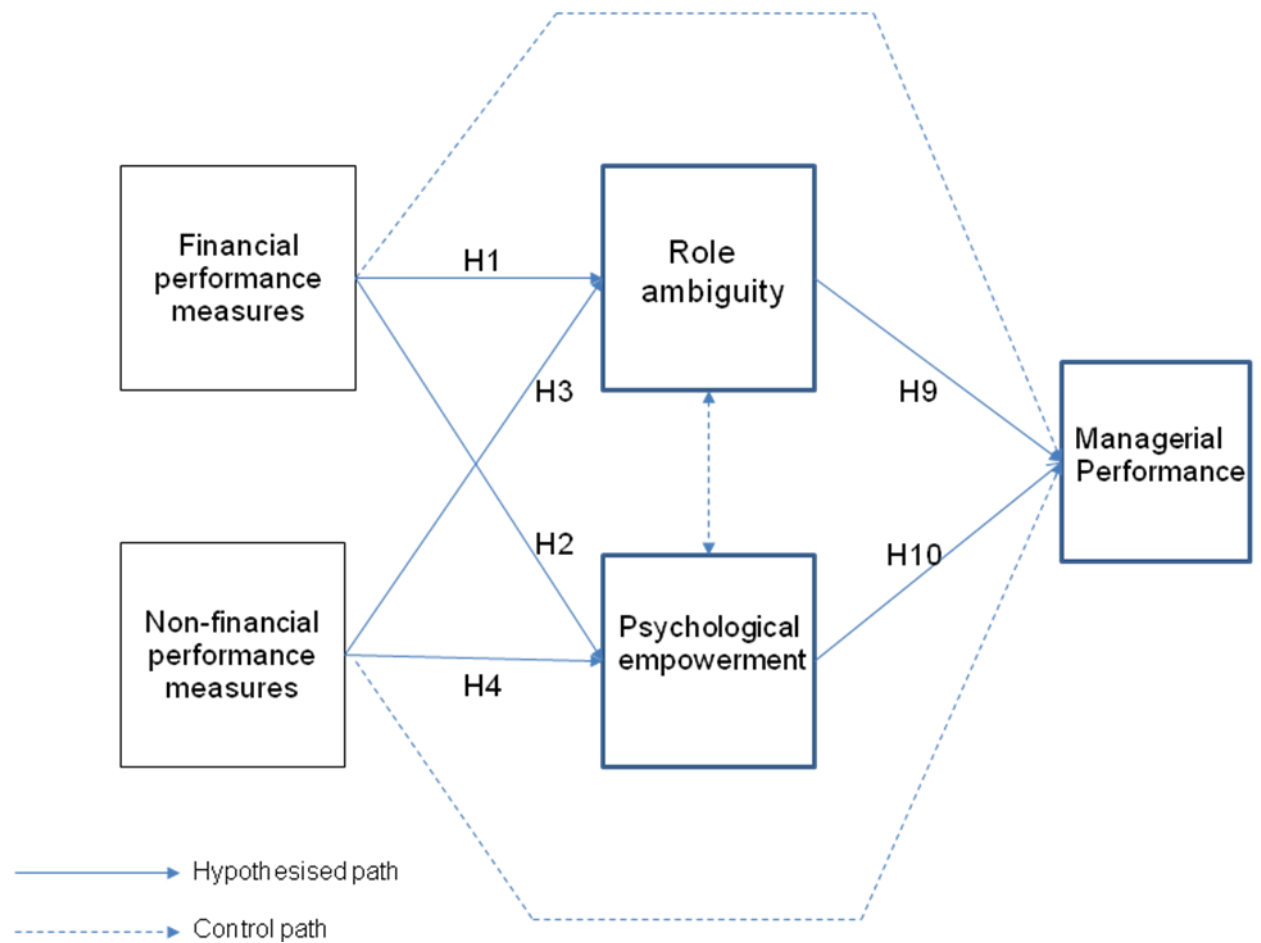 Financial
performance
measures
H1
Role
ambiguity
H3
H9
Managerial
Performance
H2
H10
Non-financial
performance
measures
H4
Psychological
empowerment
Hypothesised path
Control path